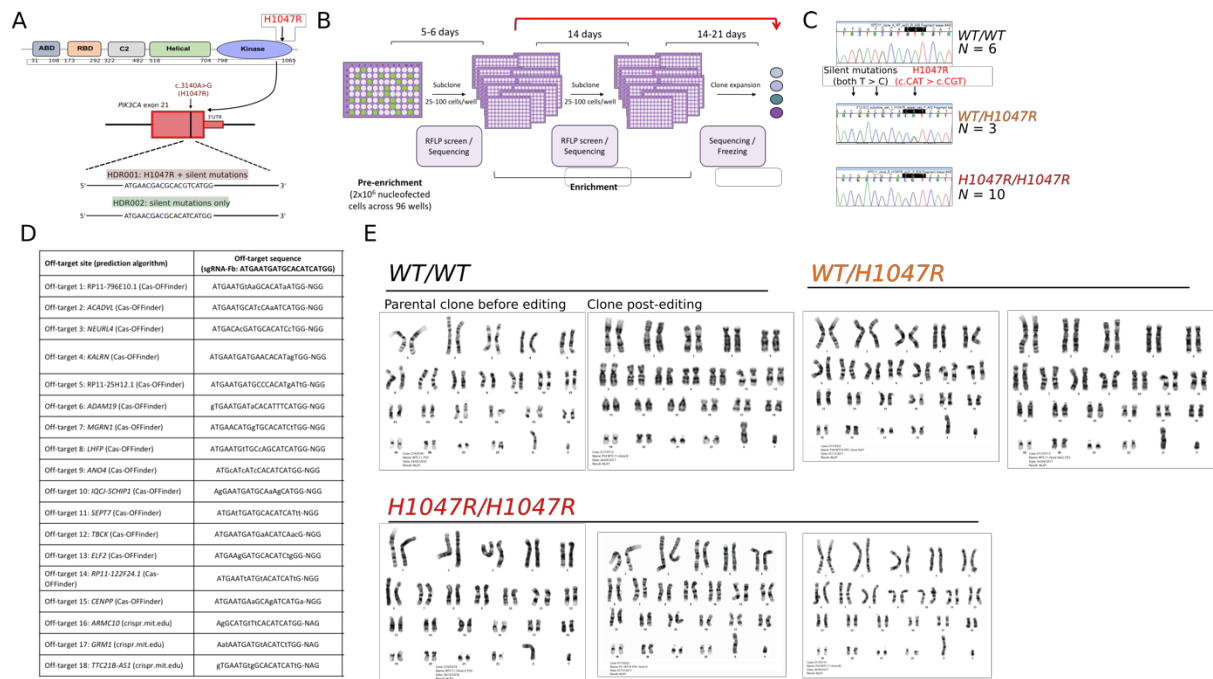 A
H1047R
ABD
RBD
C2
Helical
Kinase
31 108 173 292 322 482 518 704 798 1065
c.3140A>G
(H1047R)
PIK3CA exon 21
3'UTR
HDR001: H1047R + silent mutations
5' ATGAACGACGCACGTCATGG 3'
HDR002: silent mutations only
5' ATGAACGACGCACATCATGG 3'
B
5-6 days
14 days
14-21 days
Subclone
25-100 cells/well
Subclone
25-100 cells/well
Clone expansion
RFLP screen /
Sequencing
RFLP screen /
Sequencing
Sequencing /
Freezing
Pre-enrichment
(2x10⁶ nucleofected
cells across 96 wells)
Enrichment
C
WT/WT
N = 6
Silent mutations
(both T > C)
H1047R
(c.CAT > c.CGT)
WT/H1047R
N = 3
H1047R/H1047R
N = 10
D
Off-target site (prediction algorithm)
Off-target sequence
(sgRNA-Fb: ATGAATGATGCACATCATGG)
Off-target 1: RP11-796E10.1 (Cas-OFFinder) ATGAATGtAaGCACATaATGG-NGG
Off-target 2: ACADVL (Cas-OFFinder) ATGAATGCATcCAaATCATGG-NGG
Off-target 3: NEURL4 (Cas-OFFinder) ATGACAcGATGCACATCcTGG-NGG
Off-target 4: KALRN (Cas-OFFinder) ATGAATGATGAACACATagTGG-NGG
Off-target 5: RP11-25H12.1 (Cas-OFFinder) ATGAATGATGCCCACATgATtG-NGG
Off-target 6: ADAM19 (Cas-OFFinder) gTGAATGATaCACATTTCATGG-NGG
Off-target 7: MGRN1 (Cas-OFFinder) ATGAACATGgTGCACATCtTGG-NGG
Off-target 8: LHFP (Cas-OFFinder) ATGAATGtTGCcAGCATCATGG-NGG
Off-target 9: ANO4 (Cas-OFFinder) ATGcATCaTCcCACATCATGG-NGG
Off-target 10: IQCJ-SCHIP1 (Cas-OFFinder) AgGAATGATGCAaAgCATGG-NGG
Off-target 11: SEPT7 (Cas-OFFinder) ATGAtTGATGCACATCATtt-NGG
Off-target 12: TBCK (Cas-OFFinder) ATGAATGATGaACATCAacG-NGG
Off-target 13: ELF2 (Cas-OFFinder) ATGAAgGATGCACATCtgGG-NGG
Off-target 14: RP11-122F24.1 (Cas-
OFFinder) ATGAATtATGtACATCATtG-NGG
Off-target 15: CENPP (Cas-OFFinder) ATGAATGAaGCAgATCATGa-NGG
Off-target 16: ARMC10 (crispr.mit.edu) AgGCATGtTCACATCATGG-NAG
Off-target 17: GRM1 (crispr.mit.edu) AatAATGATGtACATCtTGG-NAG
Off-target 18: TTC21B-AS1 (crispr.mit.edu) gTGAATGtgGCACATCATtG-NAG
E
WT/WT
Parental clone before editing
Clone post-editing
WT/H1047R
H1047R/H1047R